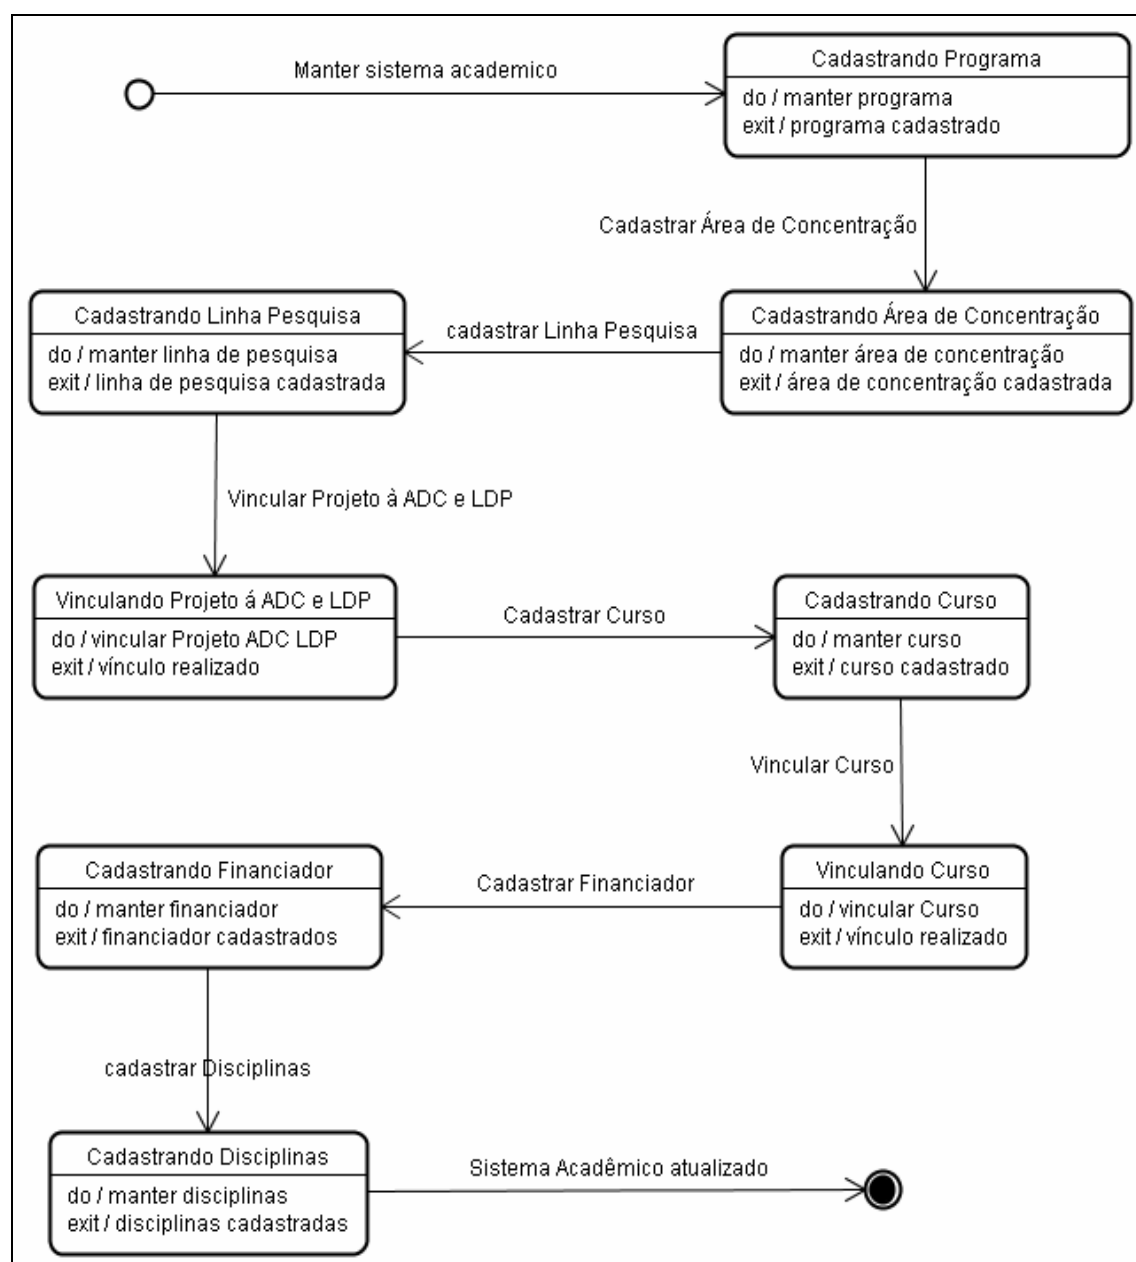 Manter sistema academico
Cadastrando Programa
do / manter programa
exit / programa cadastrado
Cadastrar Área de Concentração
Cadastrando Área de Concentração
do / manter área de concentração
exit / área de concentração cadastrada
cadastrar Linha Pesquisa
Cadastrando Linha Pesquisa
do / manter linha de pesquisa
exit / linha de pesquisa cadastrada
Vincular Projeto à ADC e LDP
Vinculando Projeto á ADC e LDP
do / vincular Projeto ADC LDP
exit / vínculo realizado
Cadastrar Curso
Cadastrando Curso
do / manter curso
exit / curso cadastrado
Vincular Curso
Vinculando Curso
do / vincular Curso
exit / vínculo realizado
Cadastrar Financiador
Cadastrando Financiador
do / manter financiador
exit / financiador cadastrados
cadastrar Disciplinas
Cadastrando Disciplinas
do / manter disciplinas
exit / disciplinas cadastradas
Sistema Acadêmico atualizado